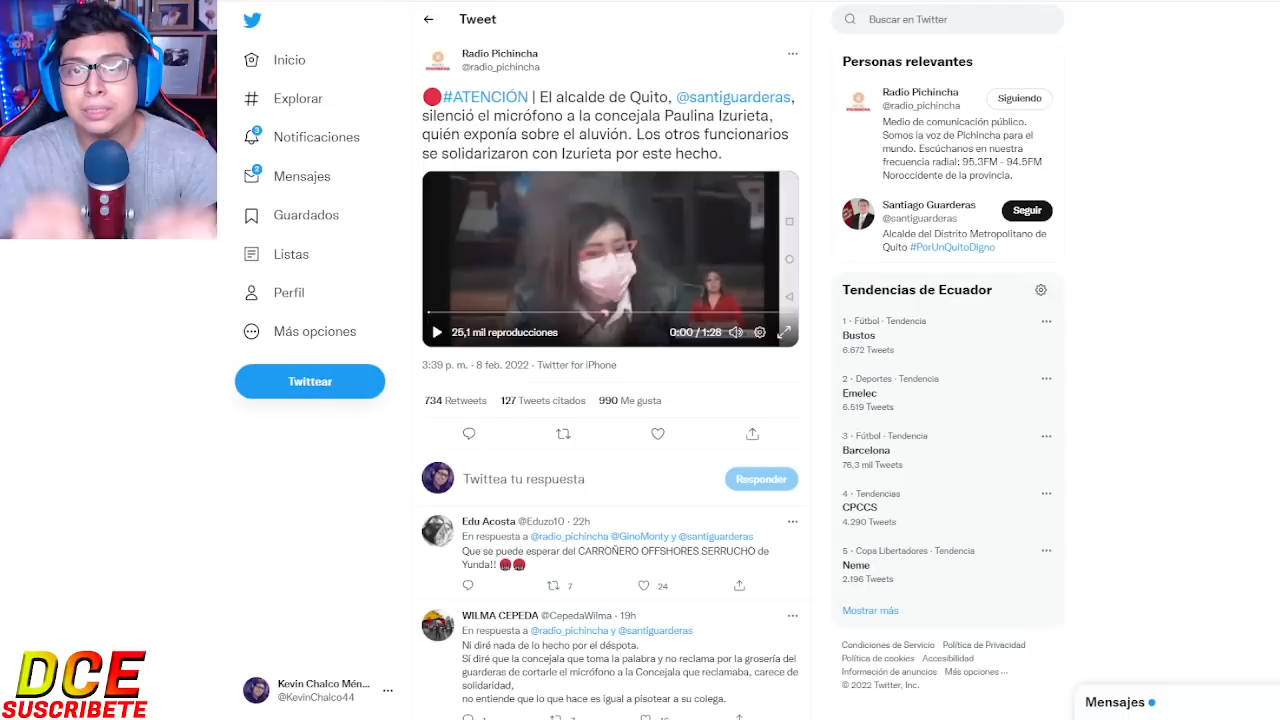 Inicio
Explorar
3
Notificaciones
2
Mensajes
Guardados
Listas
Perfil
Más opciones
Twittear
Kevin Chalco Mén...
@KevinChalco44
DCE
SUSCRIBETE
Tweet
Radio Pichincha
@radio_pichincha
#ATENCIÓN | El alcalde de Quito, @santiguarderas,
silenció el micrófono a la concejala Paulina Izurieta,
quién exponía sobre el aluvión. Los otros funcionarios
se solidarizaron con Izurieta por este hecho.
25,1 mil reproducciones
0:00 / 1:28
3:39 p. m. · 8 feb. 2022 · Twitter for iPhone
734 Retweets 127 Tweets citados 990 Me gusta
Twittea tu respuesta
Responder
Edu Acosta @Eduzo10 · 22h
En respuesta a @radio_pichincha @GinoMonty y @santiguarderas
Que se puede esperar del CARROÑERO OFFSHORES SERRUCHO de
Yunda!!
7 24
WILMA CEPEDA @CepedaWilma · 19h
En respuesta a @radio_pichincha y @santiguarderas
Ni diré nada de lo hecho por el déspota.
Sí diré que la concejala que toma la palabra y no reclama por la grosería del
guarderas de cortarle el micrófono a la Concejala que reclamaba, carece de
solidaridad,
no entiende que lo que hace es igual a pisotear a su colega.
Buscar en Twitter
Personas relevantes
Radio Pichincha
@radio_pichincha
Siguiendo
Medio de comunicación público.
Somos la voz de Pichincha para el
mundo. Escúchanos en nuestra
frecuencia radial: 95.3FM - 94.5FM
Noroccidente de la provincia.
Santiago Guarderas
@santiguarderas
Seguir
Alcalde del Distrito Metropolitano de
Quito #PorUnQuitoDigno
Tendencias de Ecuador
1 · Fútbol · Tendencia
Bustos
6.672 Tweets
2 · Deportes · Tendencia
Emelec
6.519 Tweets
3 · Fútbol · Tendencia
Barcelona
76,3 mil Tweets
4 · Tendencias
CPCCS
4.290 Tweets
5 · Copa Libertadores · Tendencia
Neme
2.196 Tweets
Mostrar más
Condiciones de Servicio Política de Privacidad
Política de cookies Accesibilidad
Información de anuncios Más opciones ···
© 2022 Twitter, Inc.
Mensajes